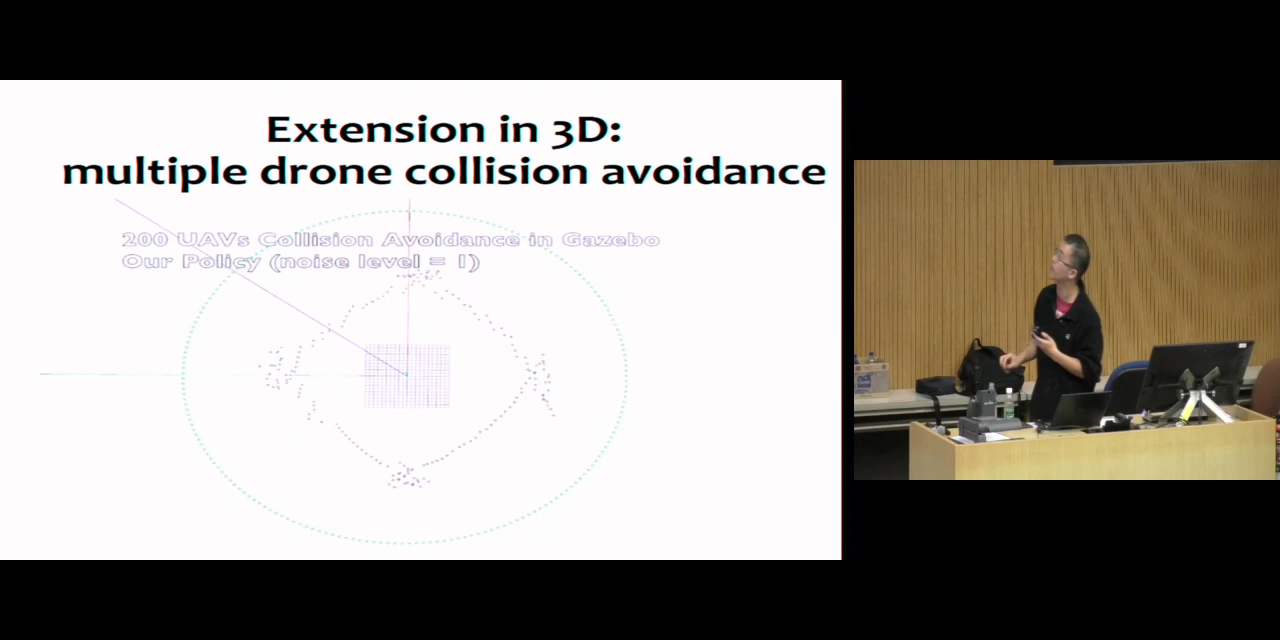 Extension in 3D:
multiple drone collision avoidance
200 UAVs Collision Avoidance in Gazebo
Our Policy (noise level = 1)